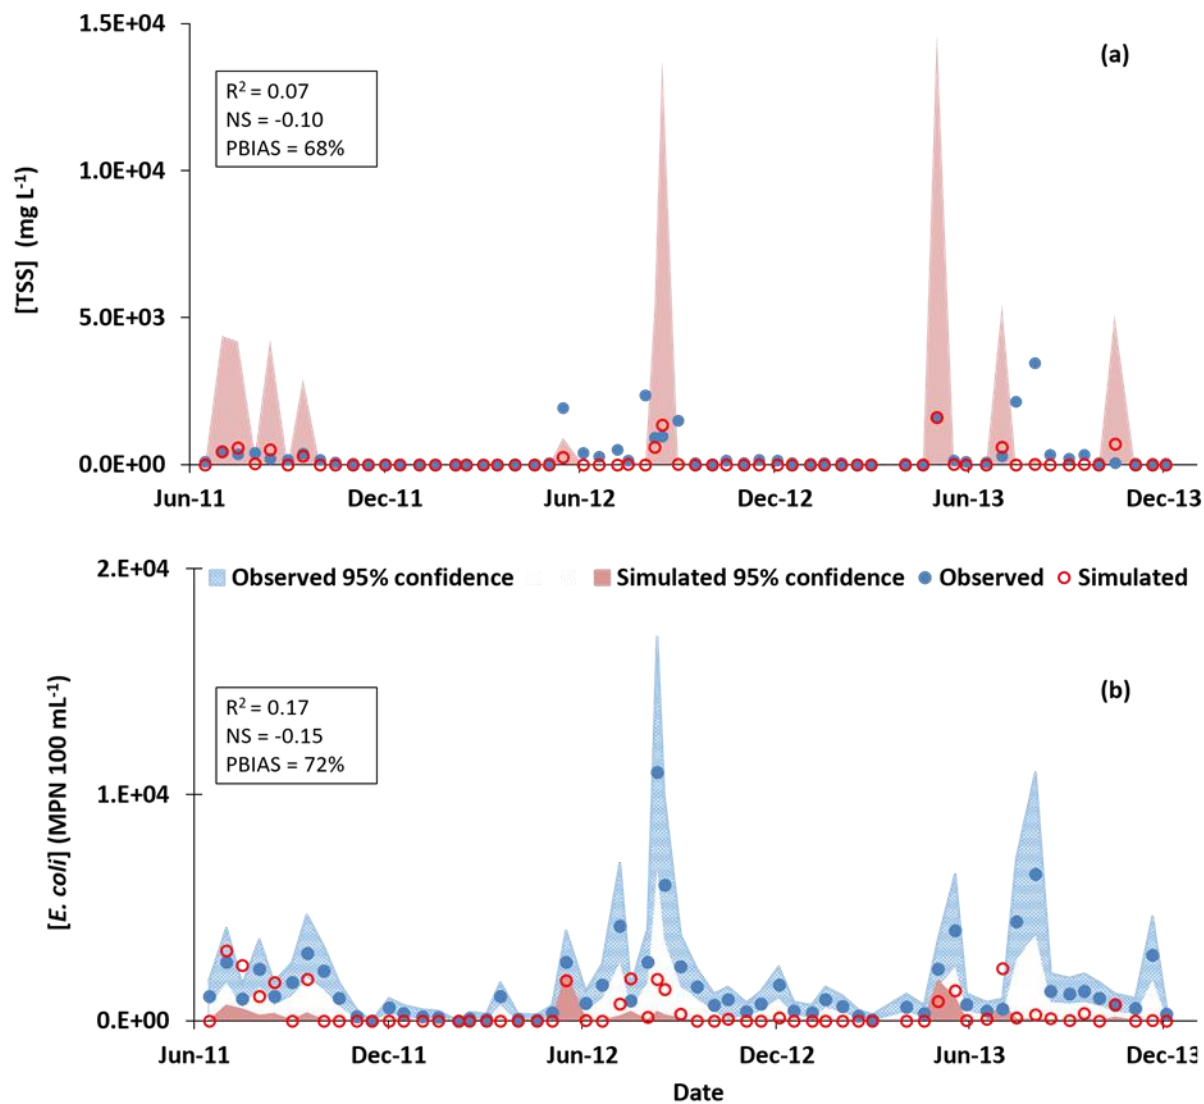 1.5E+04
(a)
R² = 0.07
NS = -0.10
PBIAS = 68%
1.0E+04
[TSS] (mg L⁻¹)
5.0E+03
0.0E+00
Jun-11 Dec-11 Jun-12 Dec-12 Jun-13 Dec-13
2.E+04
Observed 95% confidence Simulated 95% confidence Observed Simulated
(b)
R² = 0.17
NS = -0.15
PBIAS = 72%
[E. coli] (MPN 100 mL⁻¹)
1.E+04
0.E+00
Jun-11 Dec-11 Jun-12 Dec-12 Jun-13 Dec-13
Date